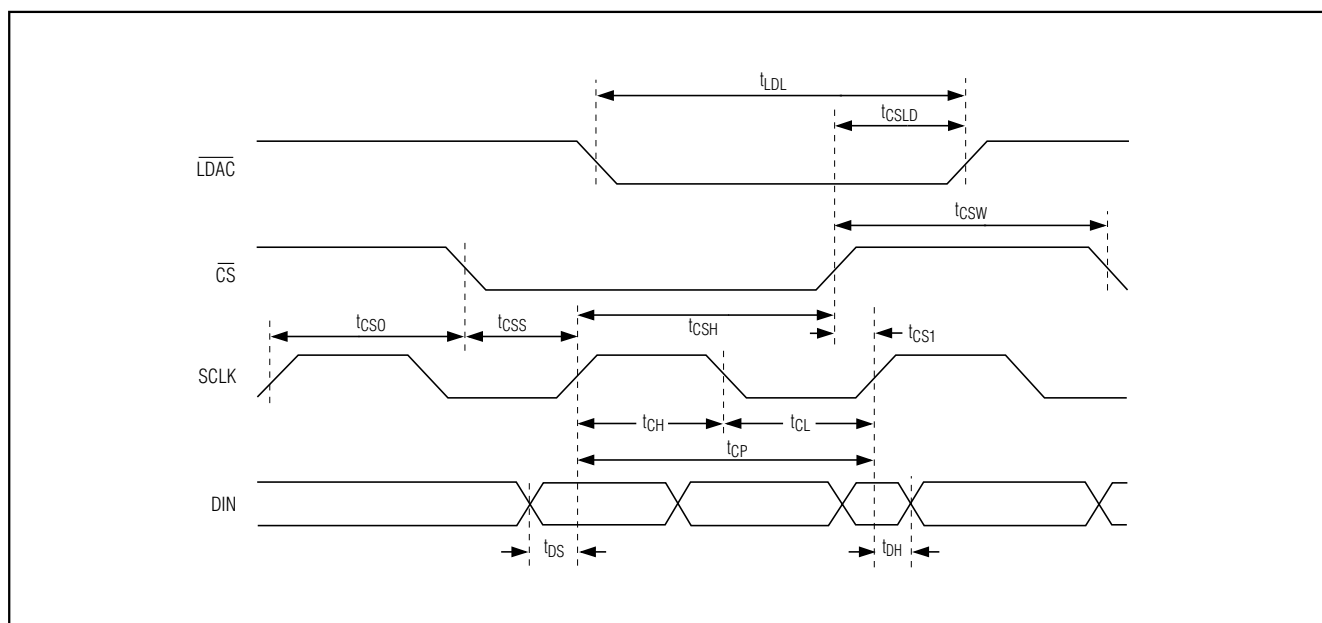 tLDL
tCSLD
LDAC
tCSW
CS
tCSO
tCSS
tCSH
tCS1
SCLK
tCH
tCL
tCP
DIN
tDS
tDH